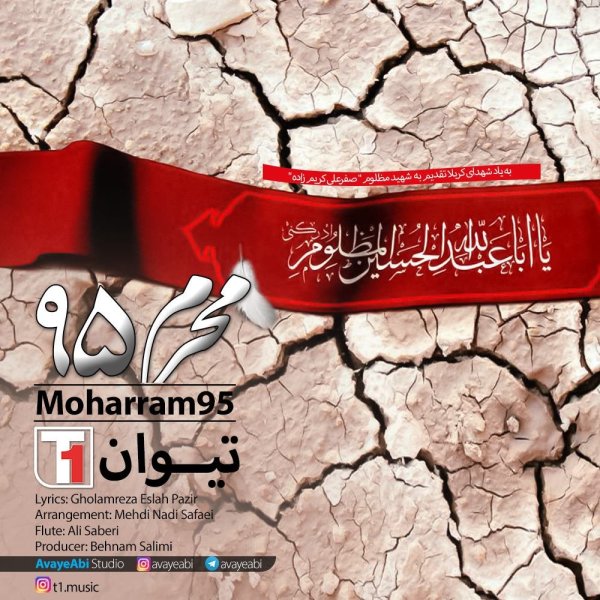 به یاد شهدای کربلا تقدیم به شهید مظلوم "صفرعلی کریم زاده"
یا اباعبدالله الحسین المظلوم ادرکنی
محرم ۹۵
Moharram95
T1 تیوان
Lyrics: Gholamreza Eslah Pazir
Arrangement: Mehdi Nadi Safaei
Flute: Ali Saberi
Producer: Behnam Salimi
AvayeAbi Studio avayeabi avayeabi
t1.music